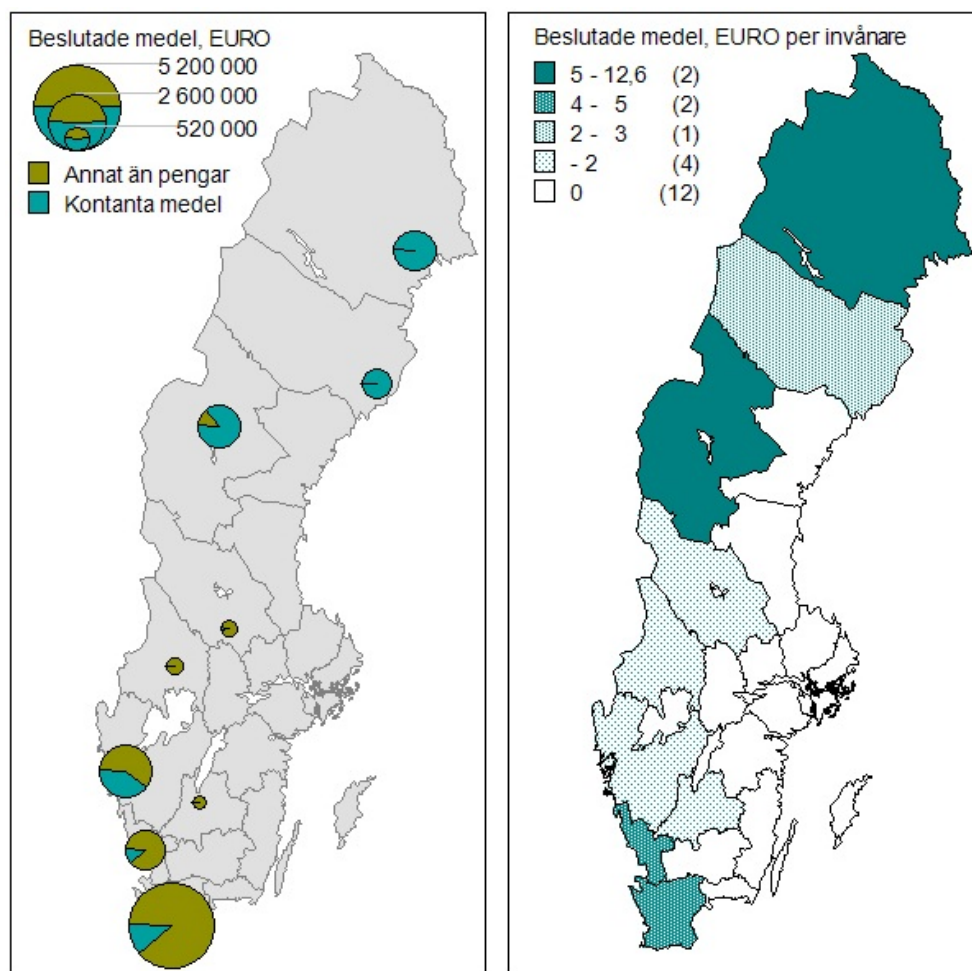 Beslutade medel, EURO
5 200 000
2 600 000
520 000
Annat än pengar
Kontanta medel
Beslutade medel, EURO per invånare
5 - 12,6 (2)
4 - 5 (2)
2 - 3 (1)
- 2 (4)
0 (12)